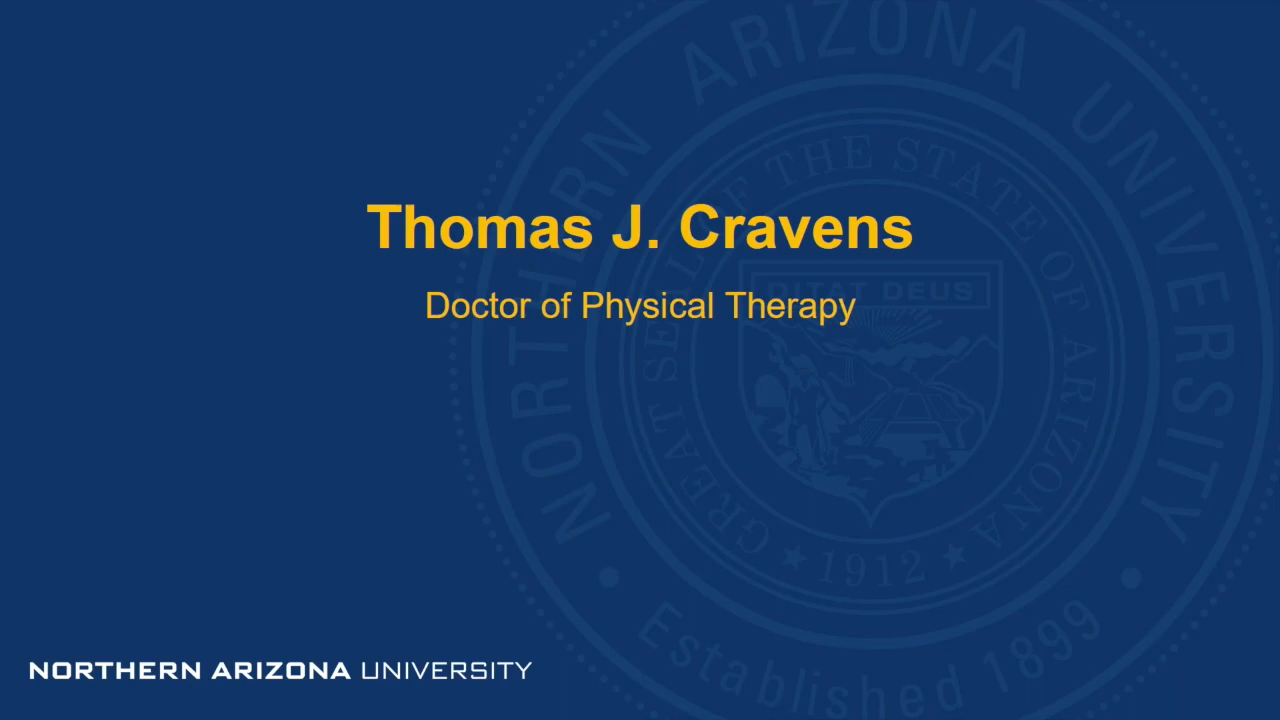 Thomas J. Cravens
Doctor of Physical Therapy
NORTHERN ARIZONA UNIVERSITY
NORTHERN ARIZONA UNIVERSITY
GREAT SEAL OF THE STATE OF ARIZONA
DITAT DEUS
1912
Established 1899